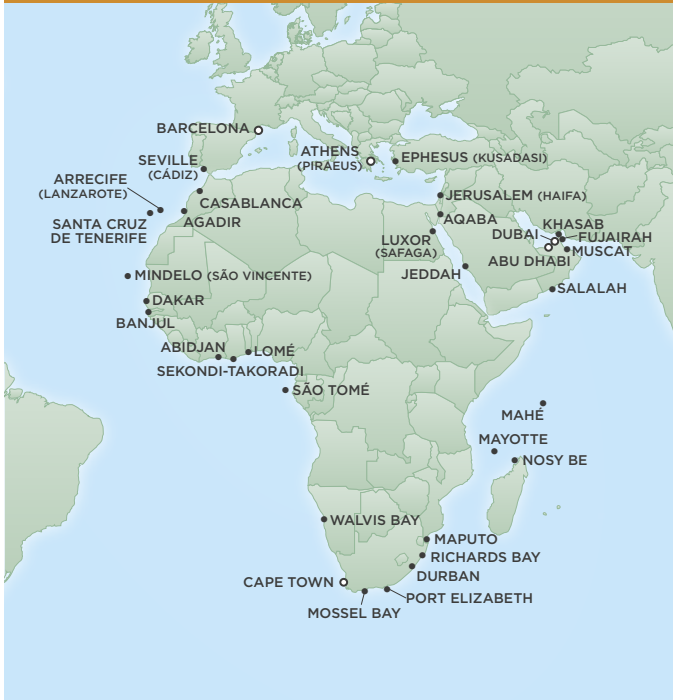 BARCELONA
ATHENS
(PIRAEUS)
EPHESUS (KUSADASI)
SEVILLE
(CÁDIZ)
ARRECIFE
(LANZAROTE)
CASABLANCA
SANTA CRUZ
DE TENERIFE
AGADIR
JERUSALEM (HAIFA)
AQABA
LUXOR
(SAFAGA)
JEDDAH
KHASAB
DUBAI
FUJAIRAH
ABU DHABI
MUSCAT
SALALAH
MINDELO (SÃO VINCENTE)
DAKAR
BANJUL
ABIDJAN
LOMÉ
SEKONDI-TAKORADI
SÃO TOMÉ
MAHÉ
MAYOTTE
NOSY BE
WALVIS BAY
MAPUTO
RICHARDS BAY
DURBAN
CAPE TOWN
PORT ELIZABETH
MOSSEL BAY